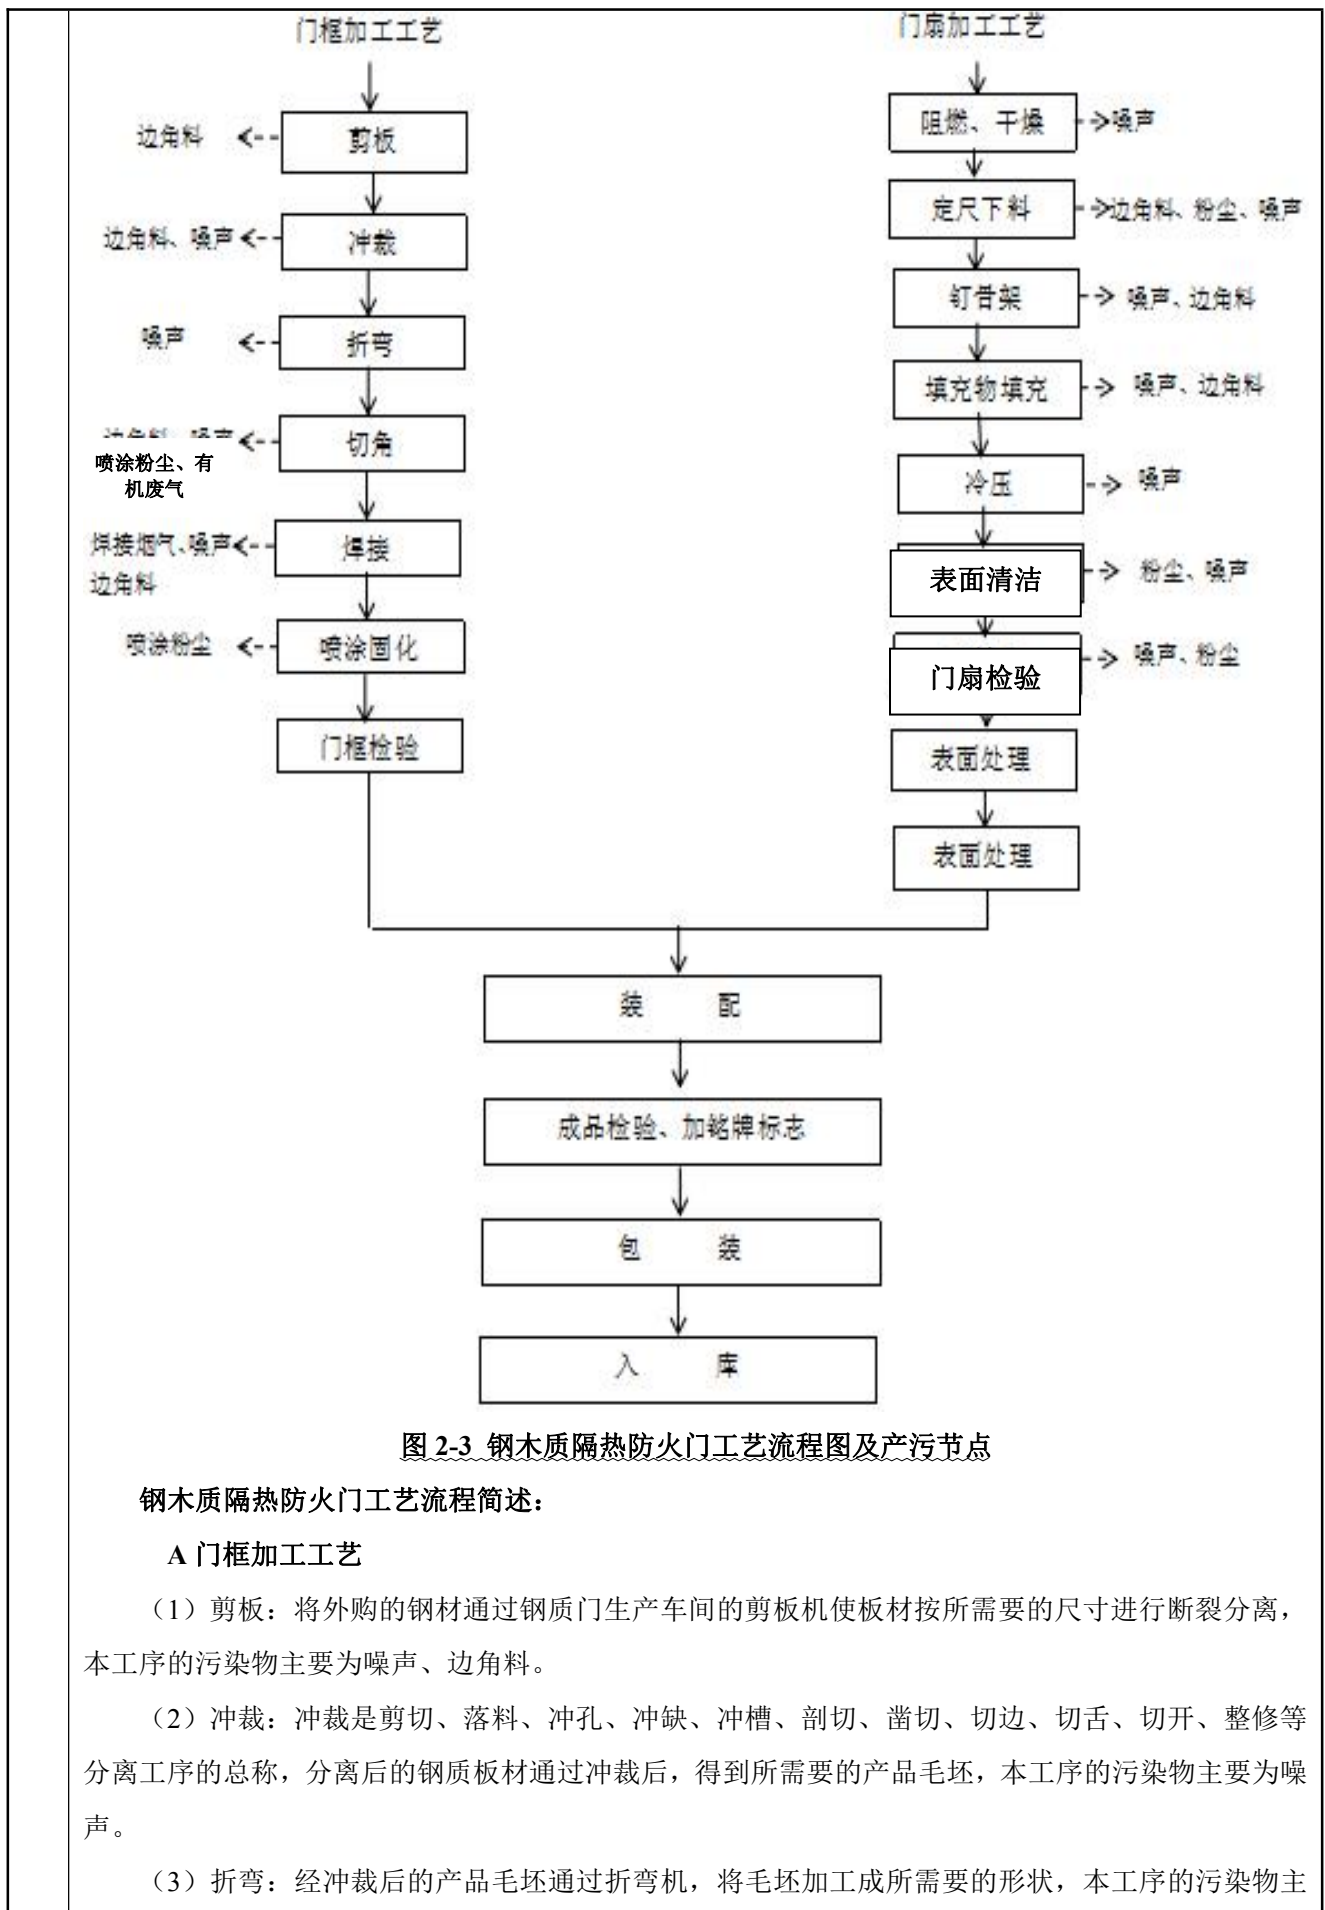 门框加工工艺
门扇加工工艺
边角料
剪板
阻燃、干燥
噪声
边角料、噪声
冲裁
定尺下料
边角料、粉尘、噪声
噪声
折弯
钉骨架
噪声、边角料
边角料、噪声
切角
填充物填充
噪声、边角料
喷涂粉尘、有
机废气
冷压
噪声
焊接烟气、噪声
边角料
焊接
表面清洁
粉尘、噪声
喷涂粉尘
喷涂固化
门扇检验
噪声、粉尘
门框检验
表面处理
表面处理
装 配
成品检验、加铭牌标志
包 装
入 库
图 2-3 钢木质隔热防火门工艺流程图及产污节点
钢木质隔热防火门工艺流程简述：
A 门框加工工艺
（1）剪板：将外购的钢材通过钢质门生产车间的剪板机使板材按所需要的尺寸进行断裂分离，
本工序的污染物主要为噪声、边角料。
（2）冲裁：冲裁是剪切、落料、冲孔、冲缺、冲槽、剖切、凿切、切边、切舌、切开、整修等
分离工序的总称，分离后的钢质板材通过冲裁后，得到所需要的产品毛坯，本工序的污染物主要为噪
声。
（3）折弯：经冲裁后的产品毛坯通过折弯机，将毛坯加工成所需要的形状，本工序的污染物主